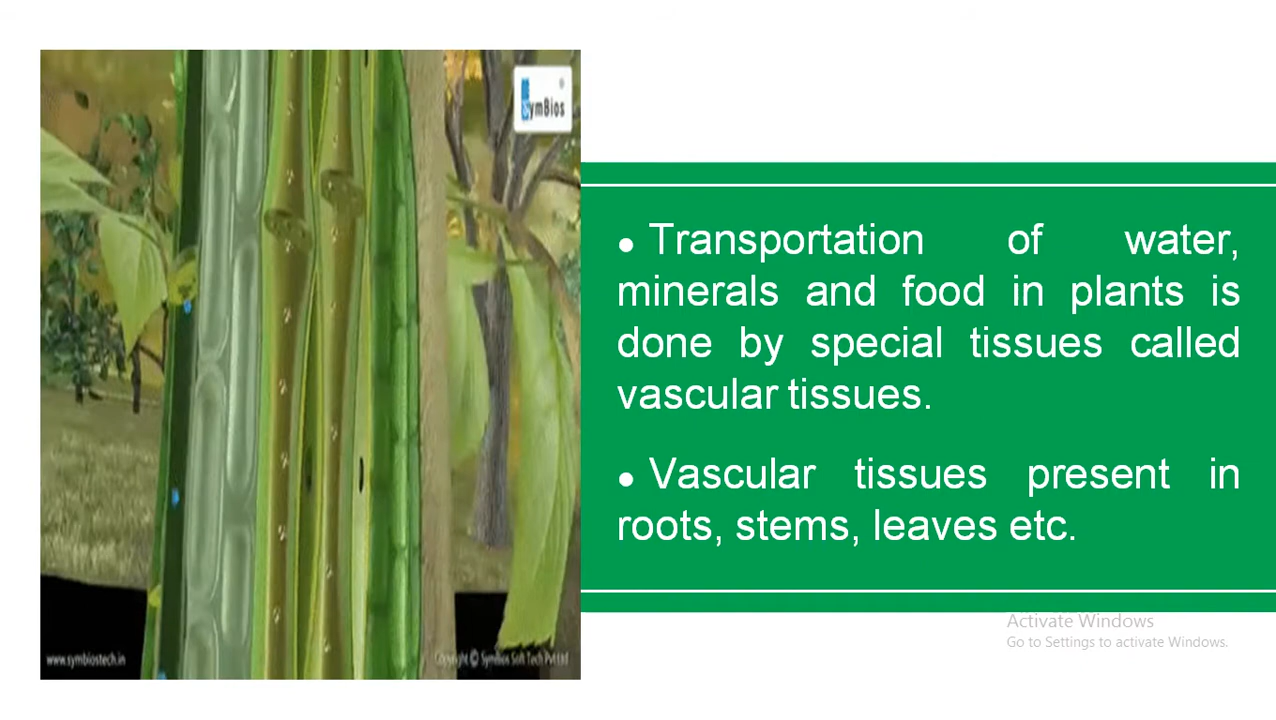 SymBios
®
● Transportation of water,
minerals and food in plants is
done by special tissues called
vascular tissues.
● Vascular tissues present in
roots, stems, leaves etc.
Activate Windows
Go to Settings to activate Windows.
www.symbiostech.in
Copyright © Symbios Soft Tech Pvt Ltd